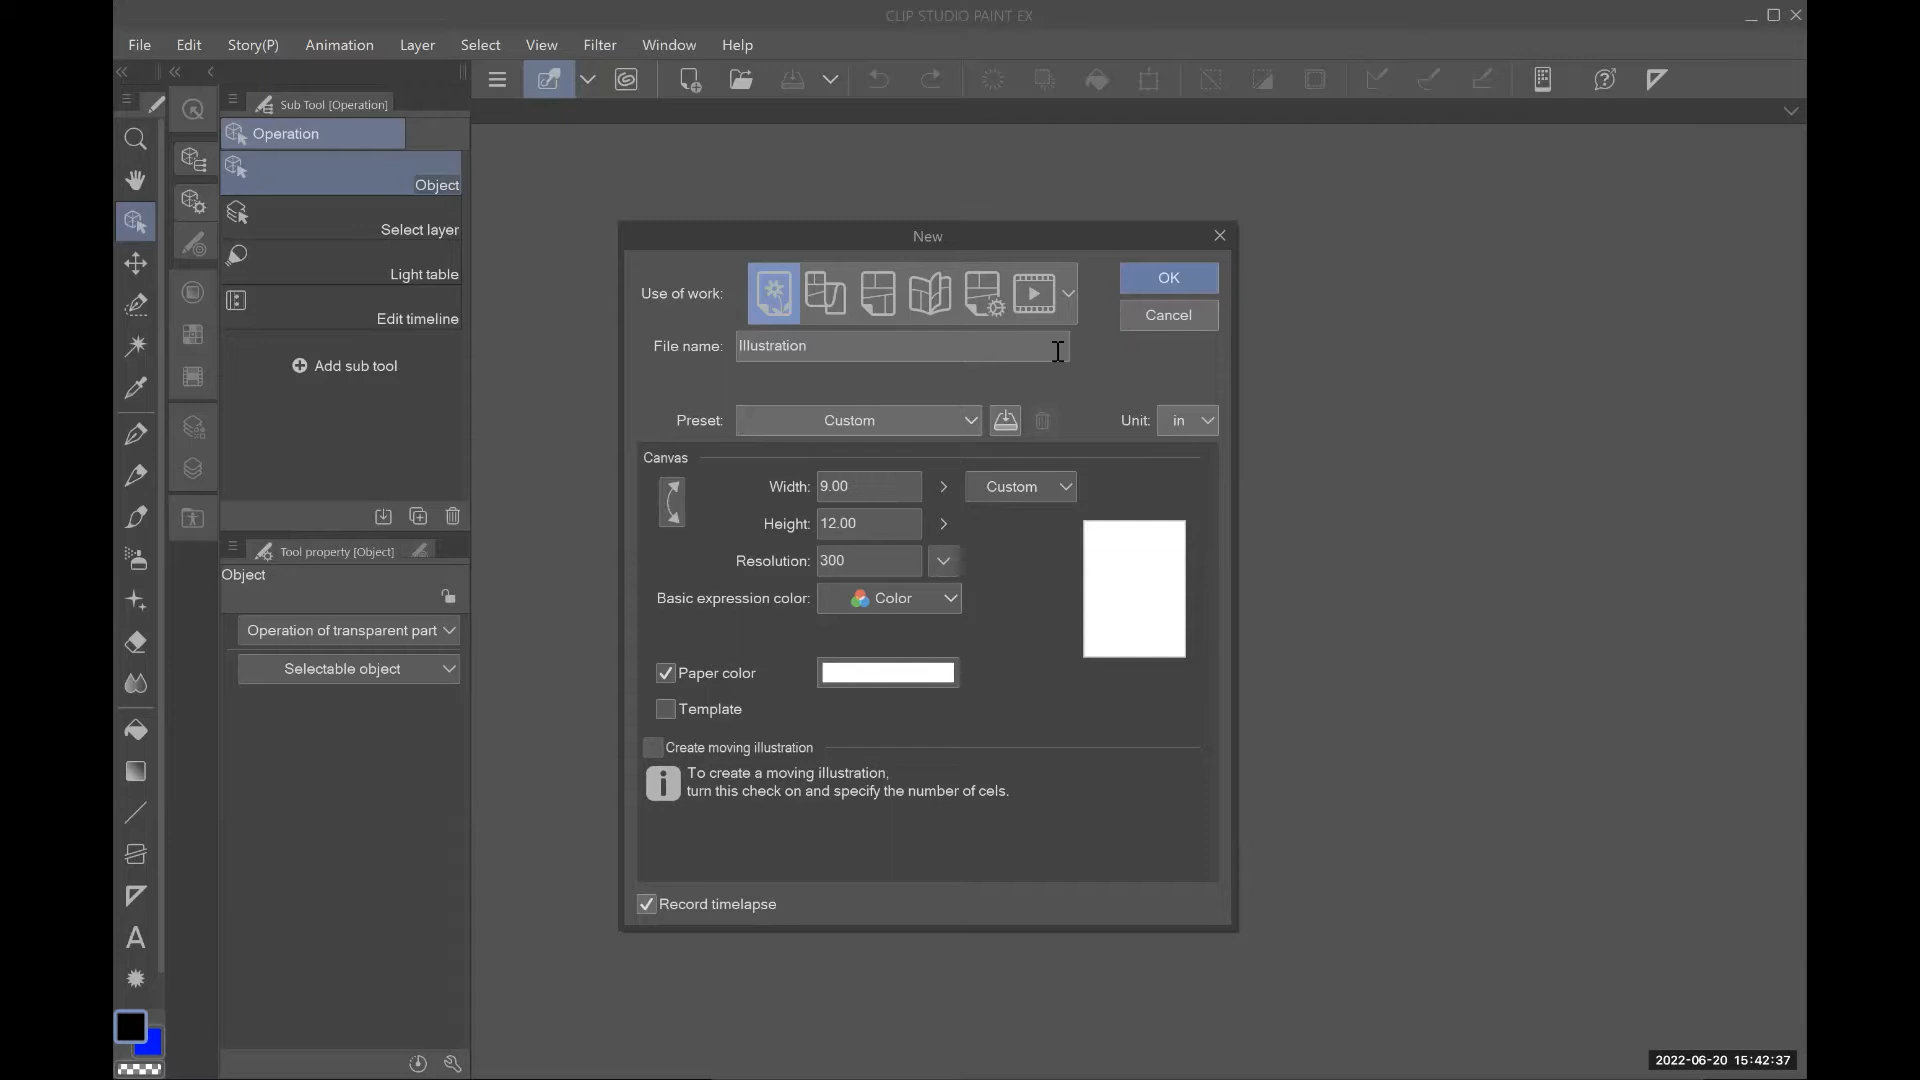 CLIP STUDIO PAINT EX
File Edit Story(P) Animation Layer Select View Filter Window Help
Sub Tool [Operation]
Operation
Object
Select layer
Light table
Edit timeline
Add sub tool
Tool property [Object]
Object
Operation of transparent part
Selectable object
New
Use of work:
OK
Cancel
File name: Illustration
Preset: Custom Unit: in
Canvas
Width: 9.00 Custom
Height: 12.00
Resolution: 300
Basic expression color: Color
Paper color
Template
Create moving illustration
To create a moving illustration,
turn this check on and specify the number of cels.
Record timelapse
2022-06-20 15:42:37